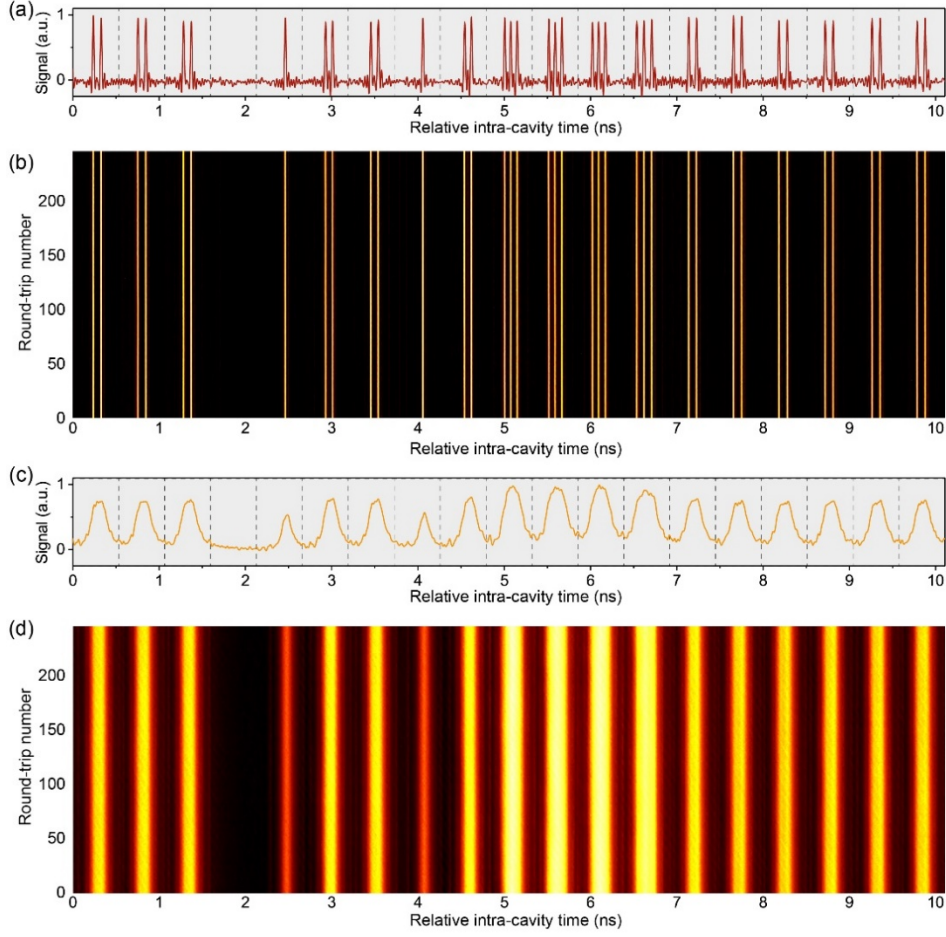 (a)
Signal (a.u.)
1
0
0 1 2 3 4 5 6 7 8 9 10
Relative intra-cavity time (ns)
(b)
Round-trip number
200
150
100
50
0
0 1 2 3 4 5 6 7 8 9 10
Relative intra-cavity time (ns)
(c)
Signal (a.u.)
1
0
0 1 2 3 4 5 6 7 8 9 10
Relative intra-cavity time (ns)
(d)
Round-trip number
200
150
100
50
0
0 1 2 3 4 5 6 7 8 9 10
Relative intra-cavity time (ns)